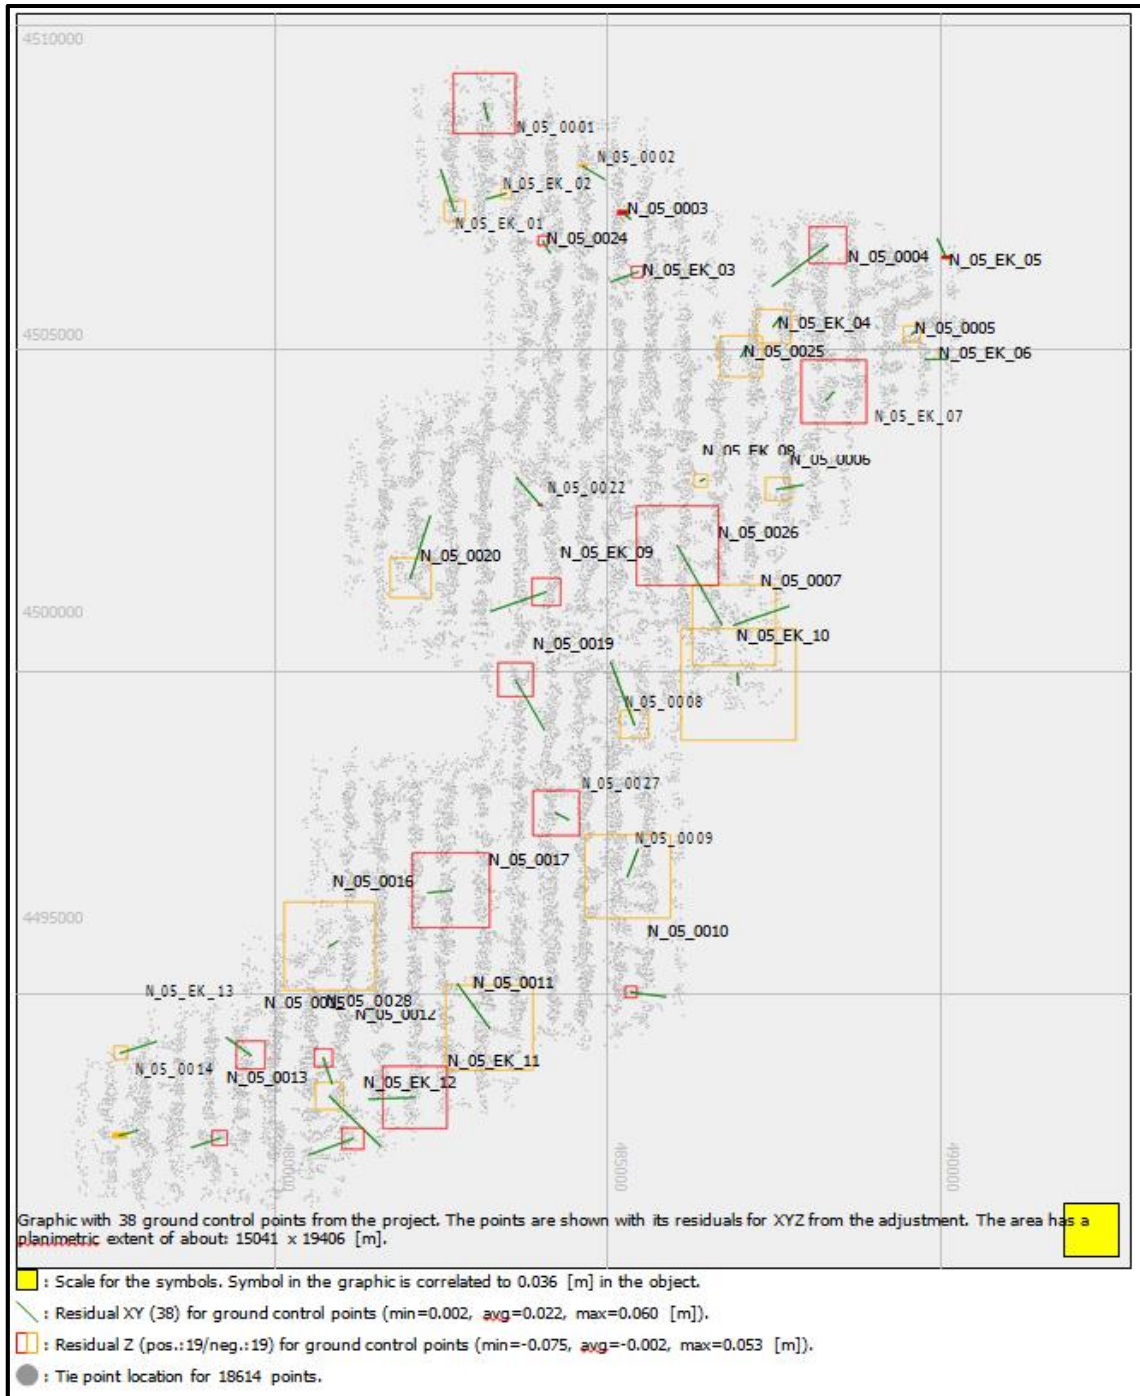 4510000
N_05_0001
N_05_0002
N_05_EK_02
N_05_0003
N_05_EK_01
N_05_0024
N_05_0004
N_05_EK_05
N_05_EK_03
N_05_EK_04
N_05_0005
4505000
N_05_0025
N_05_EK_06
N_05_EK_07
N_05_EK_08
N_05_0006
N_05_0022
N_05_0026
N_05_0020
N_05_EK_09
N_05_0007
4500000
N_05_EK_10
N_05_0019
N_05_0008
N_05_0027
N_05_0009
N_05_0017
N_05_0016
4495000
N_05_0010
N_05_0011
N_05_EK_13
N_05_0028
N_05_0012
N_05_EK_11
N_05_0014
N_05_0013
N_05_EK_12
480000
485000
490000
Graphic with 38 ground control points from the project. The points are shown with its residuals for XYZ from the adjustment. The area has a
planimetric extent of about: 15041 x 19406 [m].
: Scale for the symbols. Symbol in the graphic is correlated to 0.036 [m] in the object.
: Residual XY (38) for ground control points (min=0.002, avg=0.022, max=0.060 [m]).
: Residual Z (pos.:19/neg.:19) for ground control points (min=-0.075, avg=-0.002, max=0.053 [m]).
: Tie point location for 18614 points.